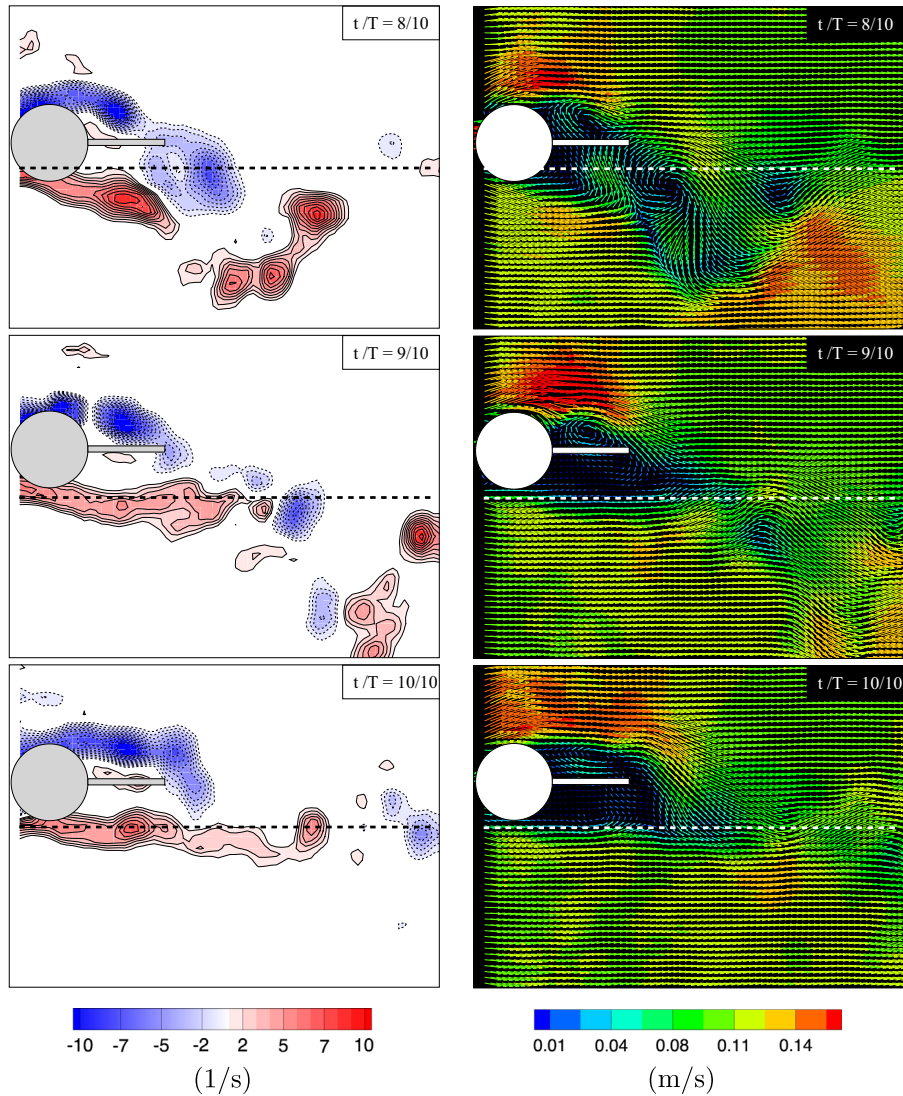 t/T = 8/10
t/T = 8/10
t/T = 9/10
t/T = 9/10
t/T = 10/10
t/T = 10/10
-10 -7 -5 -2 2 5 7 10
0.01 0.04 0.08 0.11 0.14
(1/s)
(m/s)